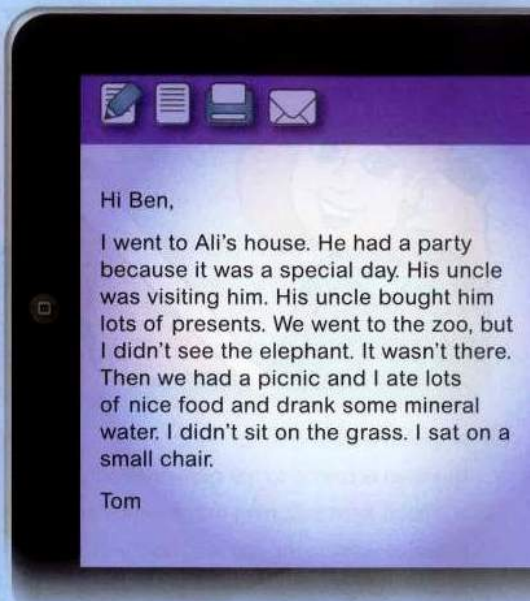 Hi Ben,
I went to Ali's house. He had a party
because it was a special day. His uncle
was visiting him. His uncle bought him
lots of presents. We went to the zoo, but
I didn't see the elephant. It wasn't there.
Then we had a picnic and I ate lots
of nice food and drank some mineral
water. I didn't sit on the grass. I sat on a
small chair.
Tom